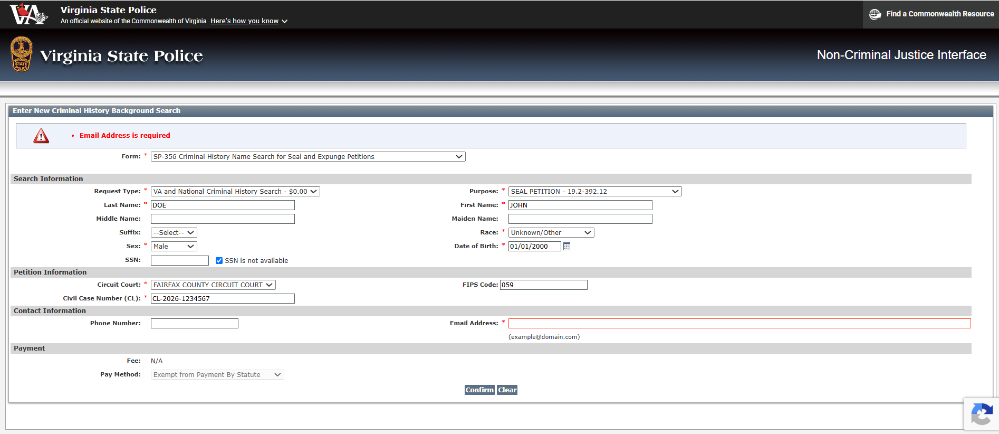 VA
Virginia State Police
An official website of the Commonwealth of Virginia Here's how you know
Find a Commonwealth Resource
VIRGINIA STATE POLICE
Virginia State Police
Non-Criminal Justice Interface
Enter New Criminal History Background Search
• Email Address is required
Form: * SP-356 Criminal History Name Search for Seal and Expunge Petitions
Search Information
Request Type: * VA and National Criminal History Search - $0.00 Purpose: * SEAL PETITION - 19.2-392.12
Last Name: * DOE First Name: * JOHN
Middle Name: Maiden Name:
Suffix: --Select-- Race: * Unknown/Other
Sex: * Male Date of Birth: * 01/01/2000
SSN: SSN is not available
Petition Information
Circuit Court: * FAIRFAX COUNTY CIRCUIT COURT FIPS Code: 059
Civil Case Number (CL): * CL-2026-1234567
Contact Information
Phone Number: Email Address: *
(example@domain.com)
Payment
Fee: N/A
Pay Method: Exempt from Payment By Statute
Confirm Clear